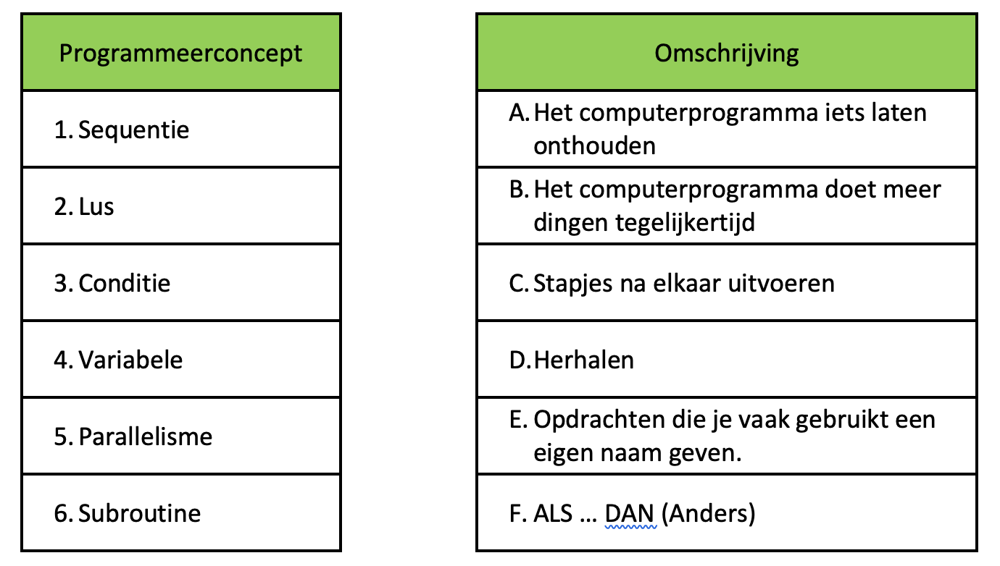 Programmeerconcept
1. Sequentie
2. Lus
3. Conditie
4. Variabele
5. Parallelisme
6. Subroutine
Omschrijving
A. Het computerprogramma iets laten
onthouden
B. Het computerprogramma doet meer
dingen tegelijkertijd
C. Stapjes na elkaar uitvoeren
D. Herhalen
E. Opdrachten die je vaak gebruikt een
eigen naam geven.
F. ALS ... DAN (Anders)